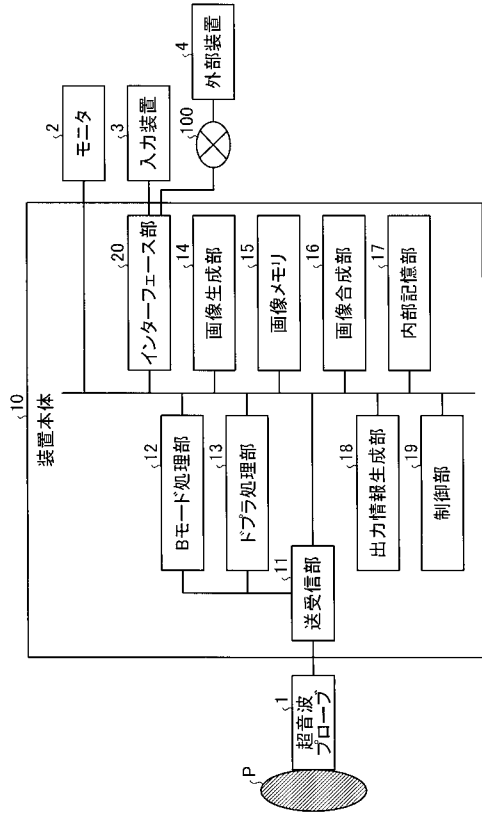 10
装置本体
2
モニタ
3
入力装置
4
外部装置
100
20
インターフェース部
14
画像生成部
15
画像メモリ
16
画像合成部
17
内部記憶部
12
Bモード処理部
13
ドプラ処理部
11
送受信部
18
出力情報生成部
19
制御部
1
超音波
プローブ
P